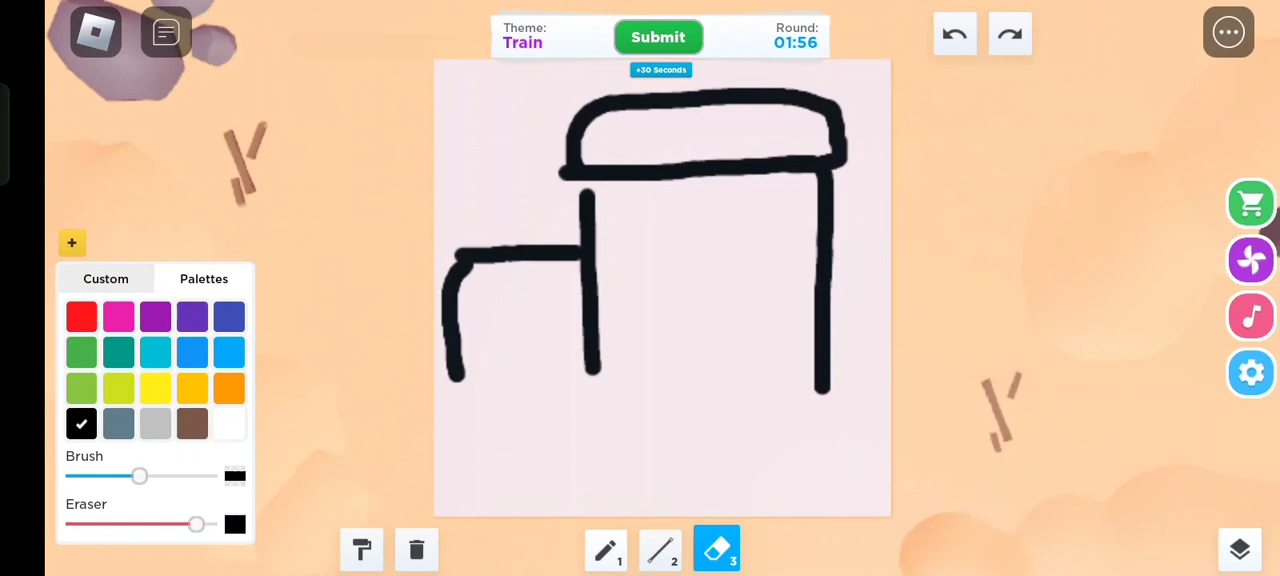 Theme:
Train
Submit
Round:
01:56
+30 Seconds
+
Custom
Palettes
Brush
Eraser
1
2
3